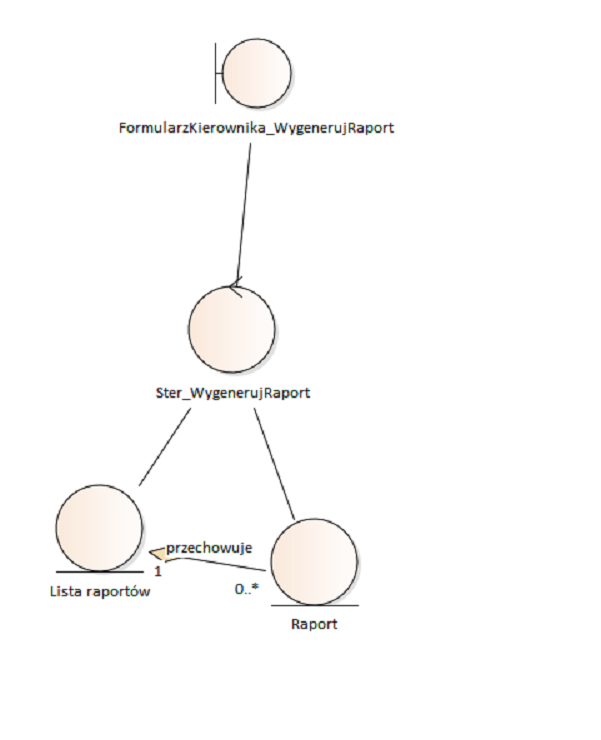 FormularzKierownika_WygenerujRaport
Ster_WygenerujRaport
przechowuje
1
0..*
Lista raportów
Raport